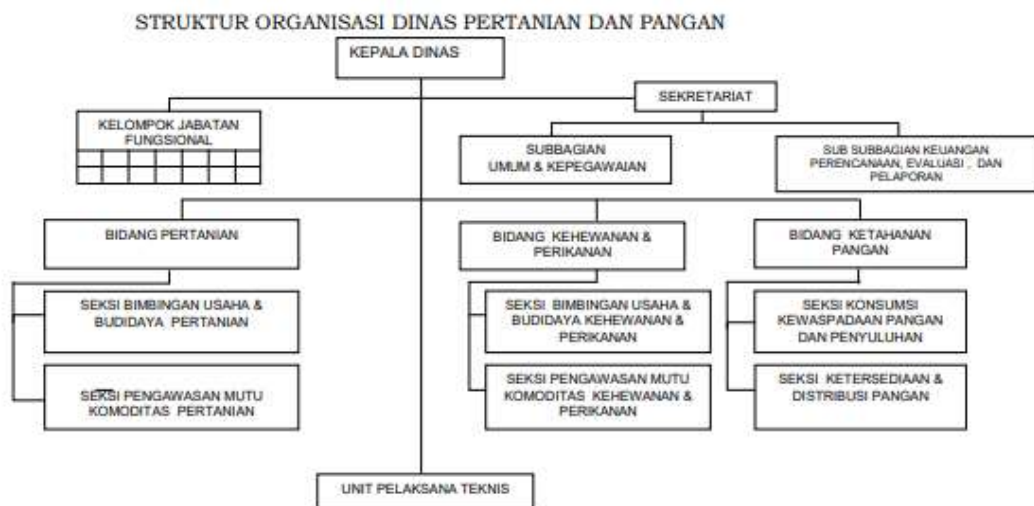 STRUKTUR ORGANISASI DINAS PERTANIAN DAN PANGAN
KEPALA DINAS
SEKRETARIAT
KELOMPOK JABATAN
FUNGSIONAL
SUBBAGIAN
UMUM & KEPEGAWAIAN
SUB SUBBAGIAN KEUANGAN
PERENCANAAN, EVALUASI , DAN
PELAPORAN
BIDANG PERTANIAN
BIDANG KEHEWANAN &
PERIKANAN
BIDANG KETAHANAN
PANGAN
SEKSI BIMBINGAN USAHA &
BUDIDAYA PERTANIAN
SEKSI BIMBINGAN USAHA &
BUDIDAYA KEHEWANAN &
PERIKANAN
SEKSI KONSUMSI
KEWASPADAAN PANGAN
DAN PENYULUHAN
SEKSI PENGAWASAN MUTU
KOMODITAS PERTANIAN
SEKSI PENGAWASAN MUTU
KOMODITAS KEHEWANAN &
PERIKANAN
SEKSI KETERSEDIAAN &
DISTRIBUSI PANGAN
UNIT PELAKSANA TEKNIS